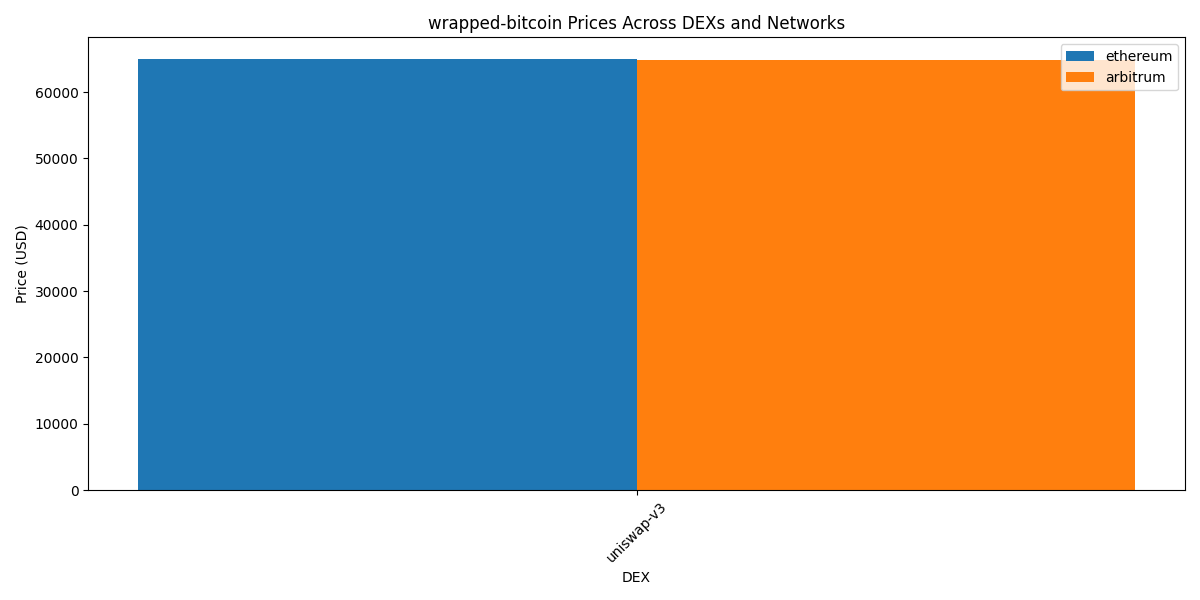 wrapped-bitcoin Prices Across DEXs and Networks
ethereum
arbitrum
Price (USD)
60000
50000
40000
30000
20000
10000
0
uniswap-v3
DEX